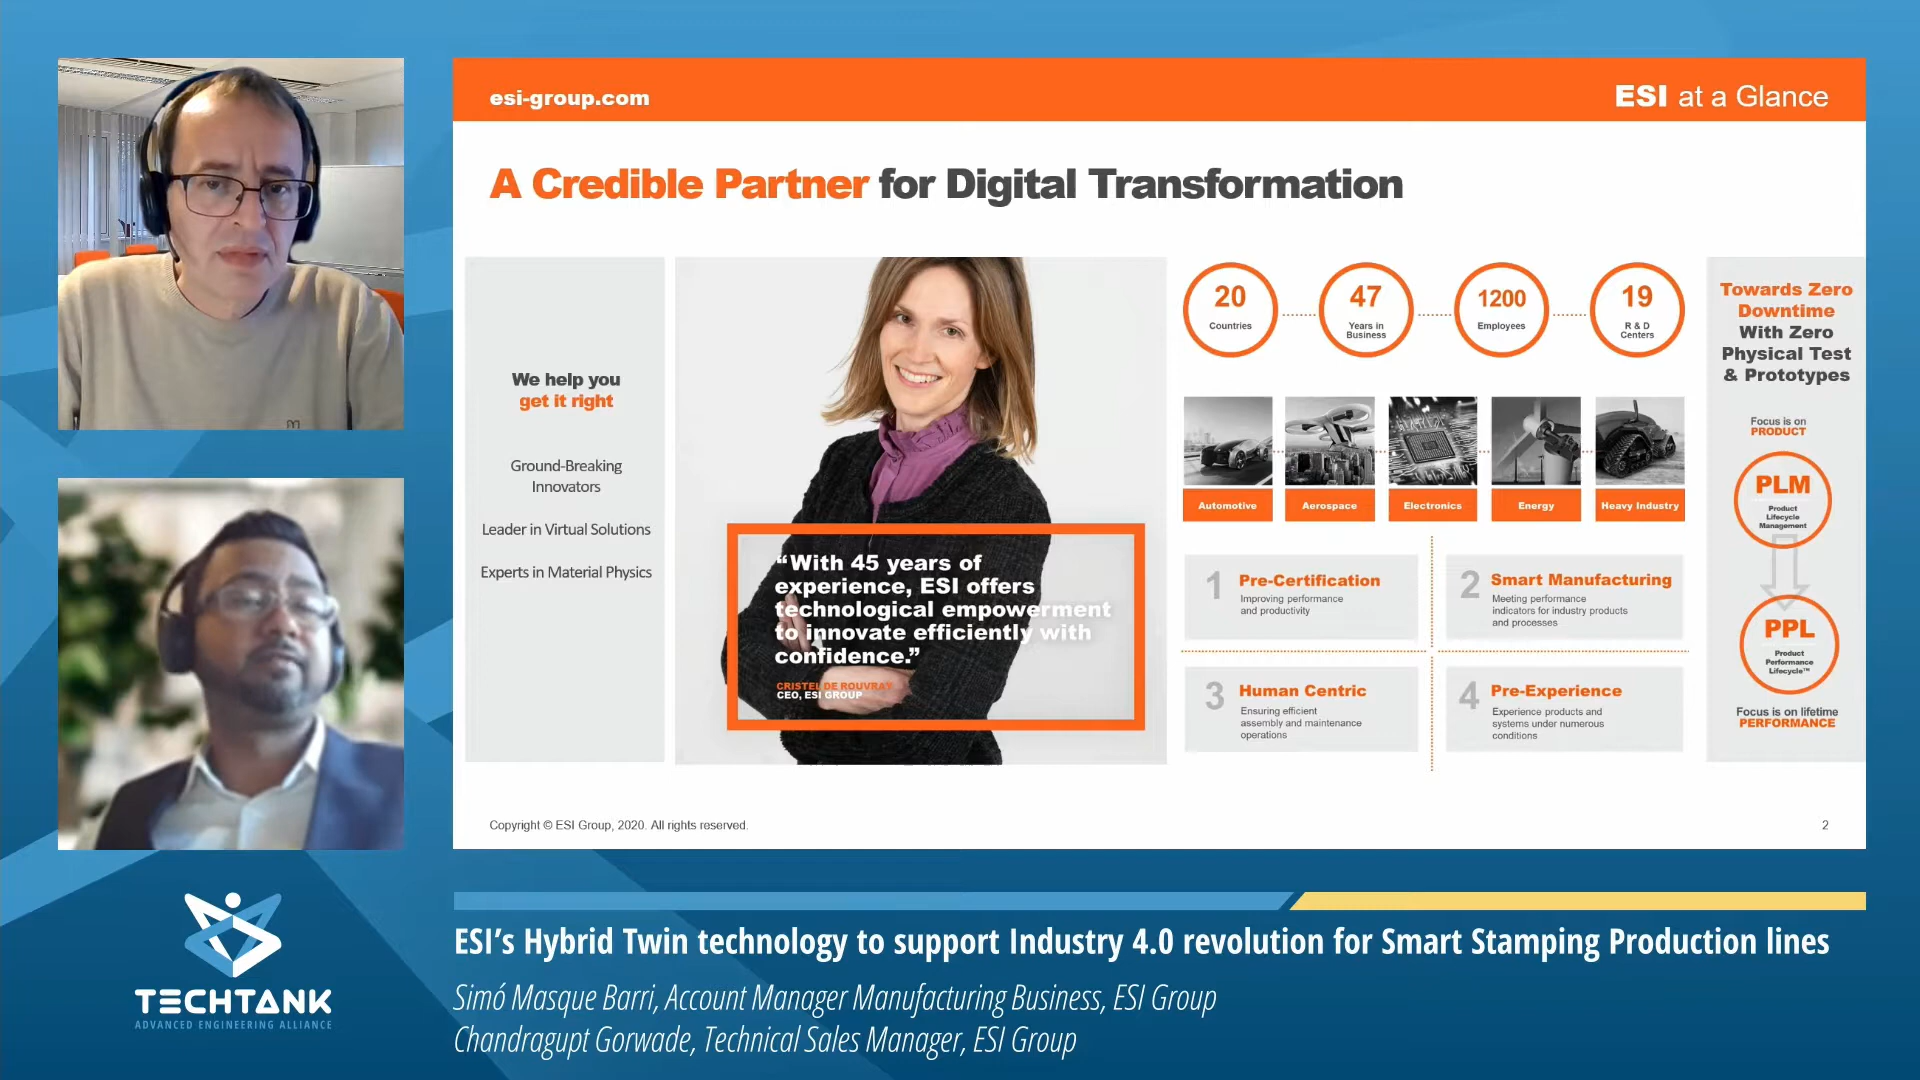 esi-group.com
ESI at a Glance
A Credible Partner for Digital Transformation
We help you
get it right
Ground-Breaking
Innovators
Leader in Virtual Solutions
Experts in Material Physics
“With 45 years of
experience, ESI offers
technological empowerment
to innovate efficiently with
confidence.”
CRISTEL DE ROUVRAY
CEO, ESI GROUP
20
Countries
47
Years in
Business
1200
Employees
19
R & D
Centers
Automotive
Aerospace
Electronics
Energy
Heavy Industry
1
Pre-Certification
Improving performance
and productivity
2
Smart Manufacturing
Meeting performance
indicators for industry products
and processes
3
Human Centric
Ensuring efficient
assembly and maintenance
operations
4
Pre-Experience
Experience products and
systems under numerous
conditions
Towards Zero
Downtime
With Zero
Physical Test
& Prototypes
Focus is on
PRODUCT
PLM
Product
Lifecycle
Management
PPL
Product
Performance
Lifecycle™
Focus is on lifetime
PERFORMANCE
Copyright © ESI Group, 2020. All rights reserved.
2
TECHTANK
ADVANCED ENGINEERING ALLIANCE
ESI’s Hybrid Twin technology to support Industry 4.0 revolution for Smart Stamping Production lines
Simó Masque Barri, Account Manager Manufacturing Business, ESI Group
Chandragupt Gorwade, Technical Sales Manager, ESI Group